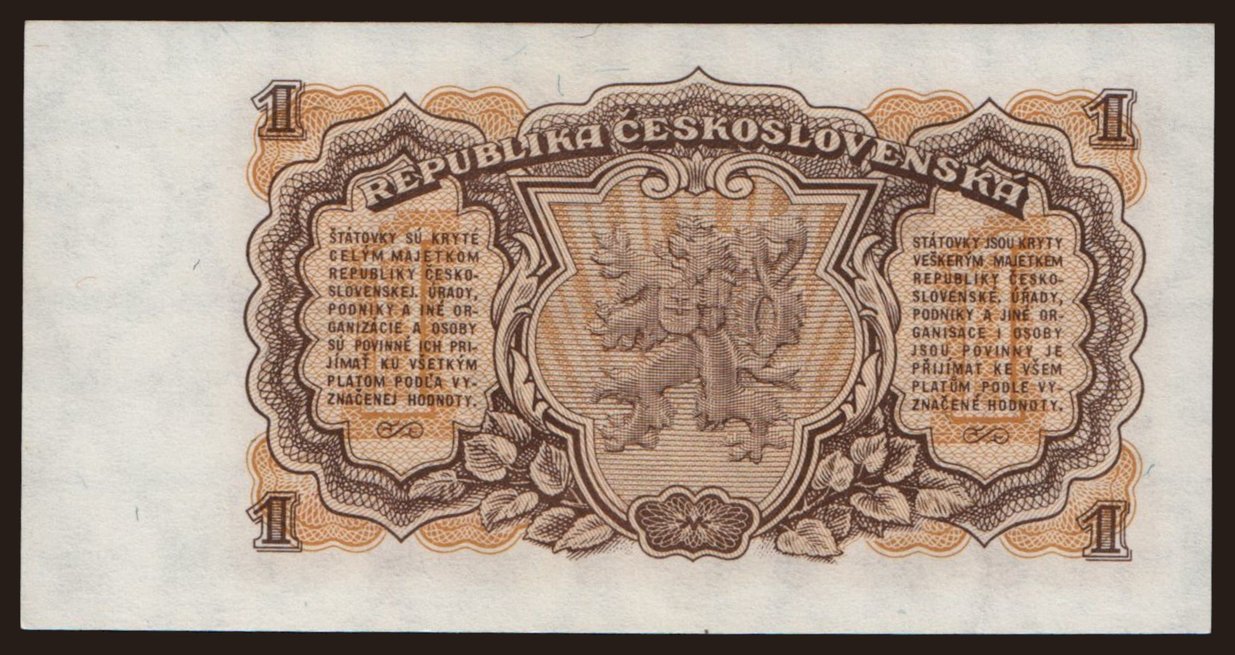 1
1
REPUBLIKA ČESKOSLOVENSKÁ
ŠTÁTOVKY SÚ KRYTÉ
CELÝM MAJETKOM
REPUBLIKY ČESKO-
SLOVENSKEJ. ÚRADY,
PODNIKY A INÉ OR-
GANIZÁCIE A OSOBY
SÚ POVINNÉ ICH PRI-
JÍMAŤ KU VŠETKÝM
PLATOM PODĽA VY-
ZNAČENEJ HODNOTY.
STÁTOVKY JSOU KRYTY
VEŠKERÝM MAJETKEM
REPUBLIKY ČESKO-
SLOVENSKÉ. ÚŘADY,
PODNIKY A JINÉ OR-
GANISACE I OSOBY
JSOU POVINNY JE
PŘIJÍMAT KE VŠEM
PLATŮM PODLE VY-
ZNAČENÉ HODNOTY.
1
1